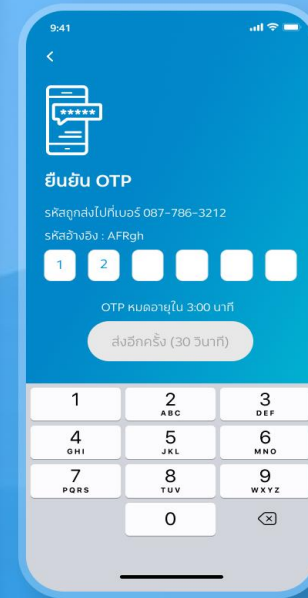 9:41
*****
ยืนยัน OTP
รหัสถูกส่งไปที่เบอร์ 087-786-3212
รหัสอ้างอิง : AFRgh
1 2
OTP หมดอายุใน 3:00 นาที
ส่งอีกครั้ง (30 วินาที)
1 2 3
ABC DEF
4 5 6
GHI JKL MNO
7 8 9
PQRS TUV WXYZ
0